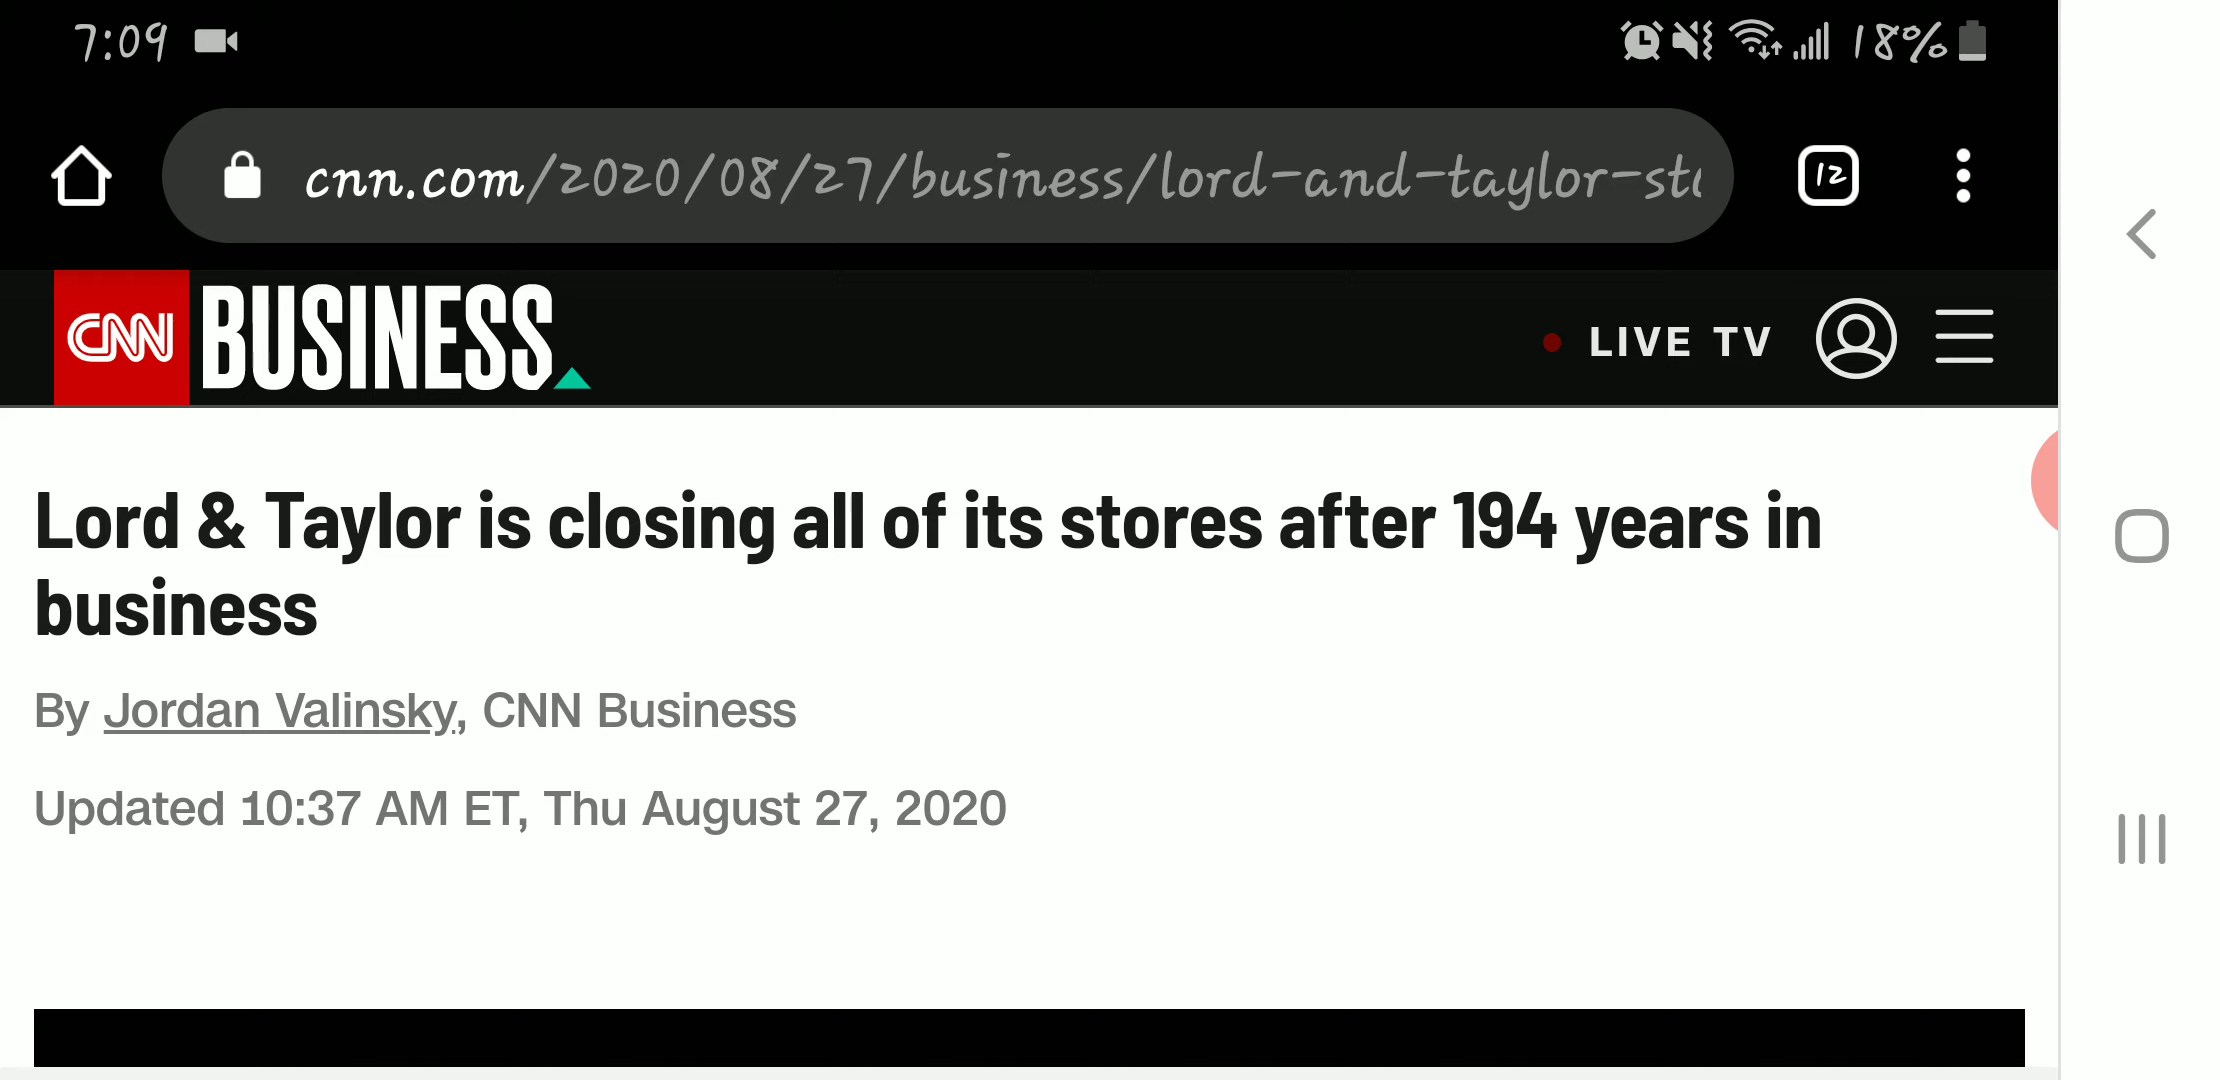 7:09 18%
cnn.com/2020/08/27/business/lord-and-taylor-st
12
CNN BUSINESS LIVE TV
Lord & Taylor is closing all of its stores after 194 years in
business
By Jordan Valinsky, CNN Business
Updated 10:37 AM ET, Thu August 27, 2020